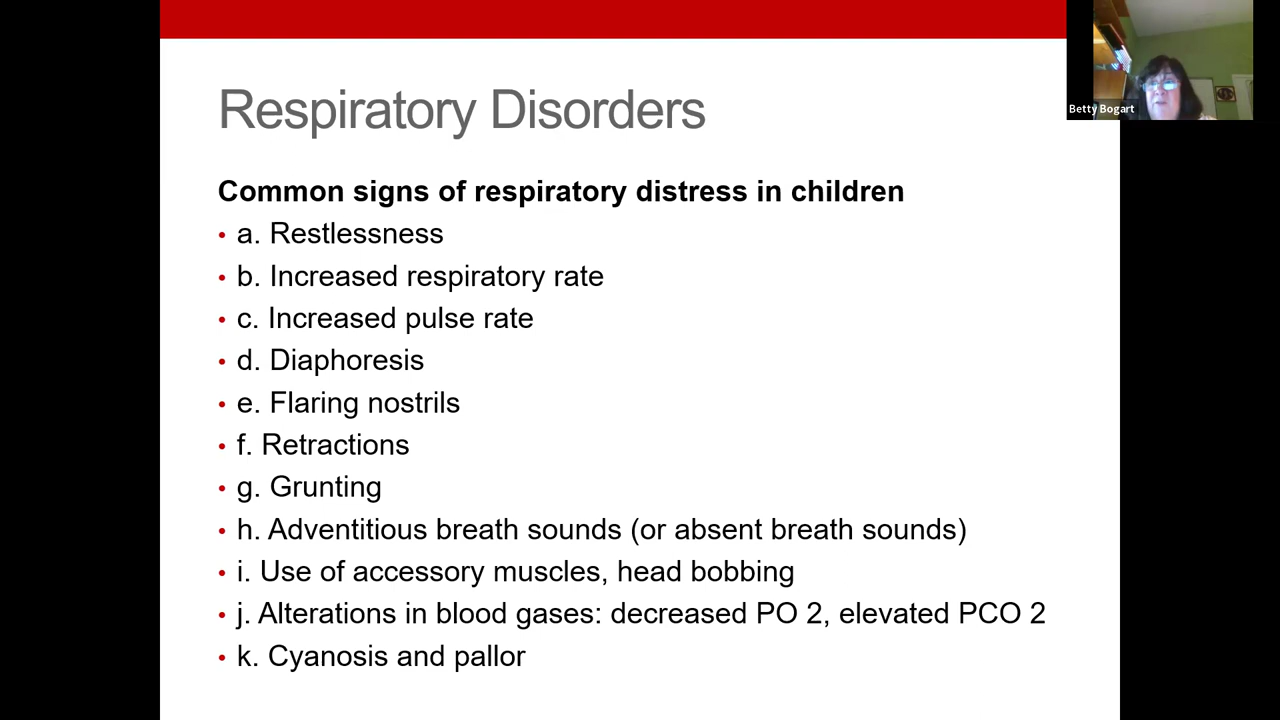 Respiratory Disorders
Betty Bogart
Common signs of respiratory distress in children
• a. Restlessness
• b. Increased respiratory rate
• c. Increased pulse rate
• d. Diaphoresis
• e. Flaring nostrils
• f. Retractions
• g. Grunting
• h. Adventitious breath sounds (or absent breath sounds)
• i. Use of accessory muscles, head bobbing
• j. Alterations in blood gases: decreased PO 2, elevated PCO 2
• k. Cyanosis and pallor